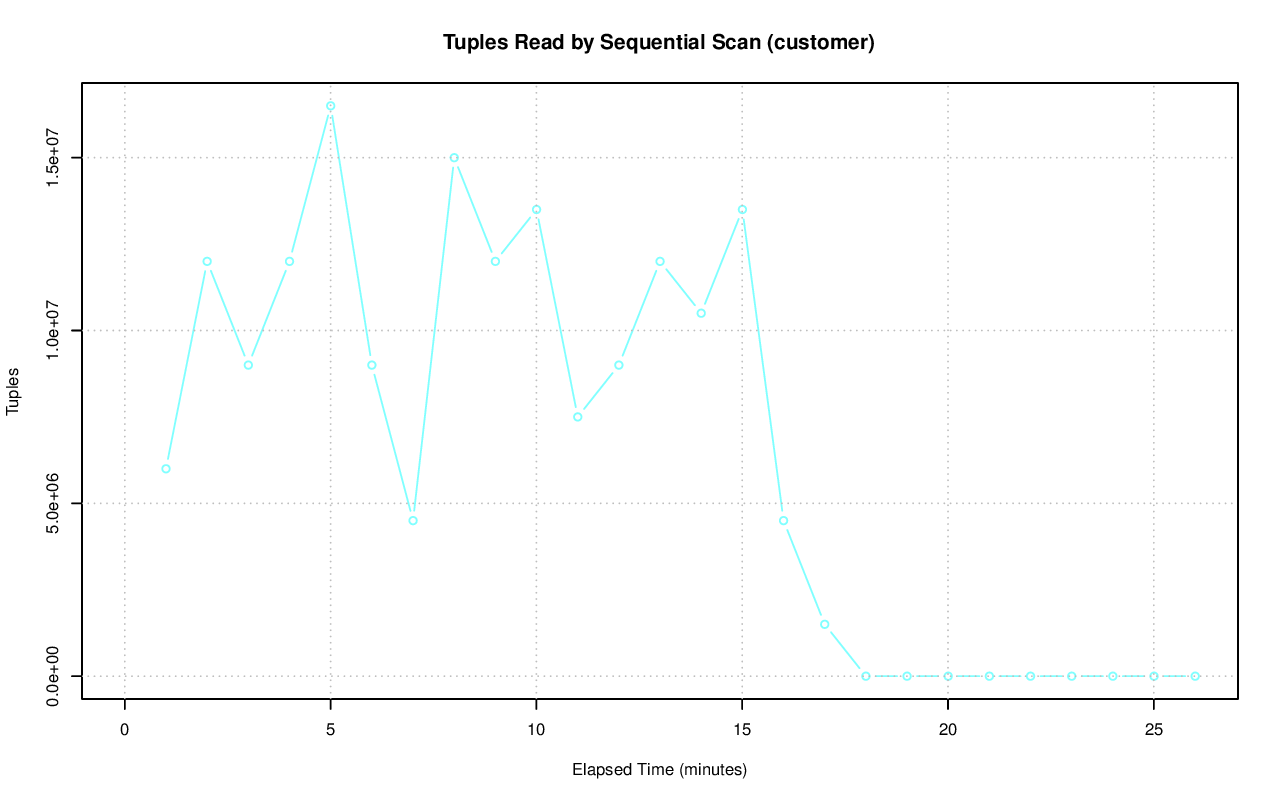 Tuples Read by Sequential Scan (customer)
Tuples
1.5e+07
1.0e+07
5.0e+06
0.0e+00
0 5 10 15 20 25
Elapsed Time (minutes)